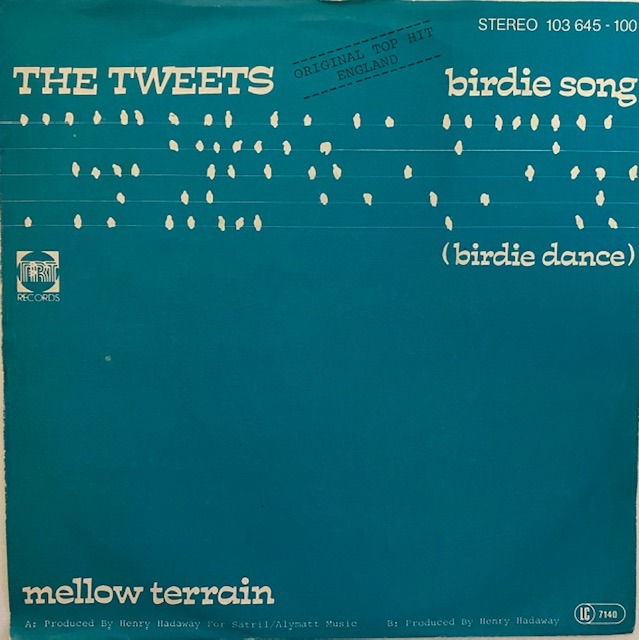 STEREO 103 645 - 100
ORIGINAL TOP HIT
ENGLAND
THE TWEETS
birdie song
(birdie dance)
RECORDS
mellow terrain
A: Produced By Henry Hadaway For Satril/Alymatt Music
B: Produced By Henry Hadaway
LC 7140